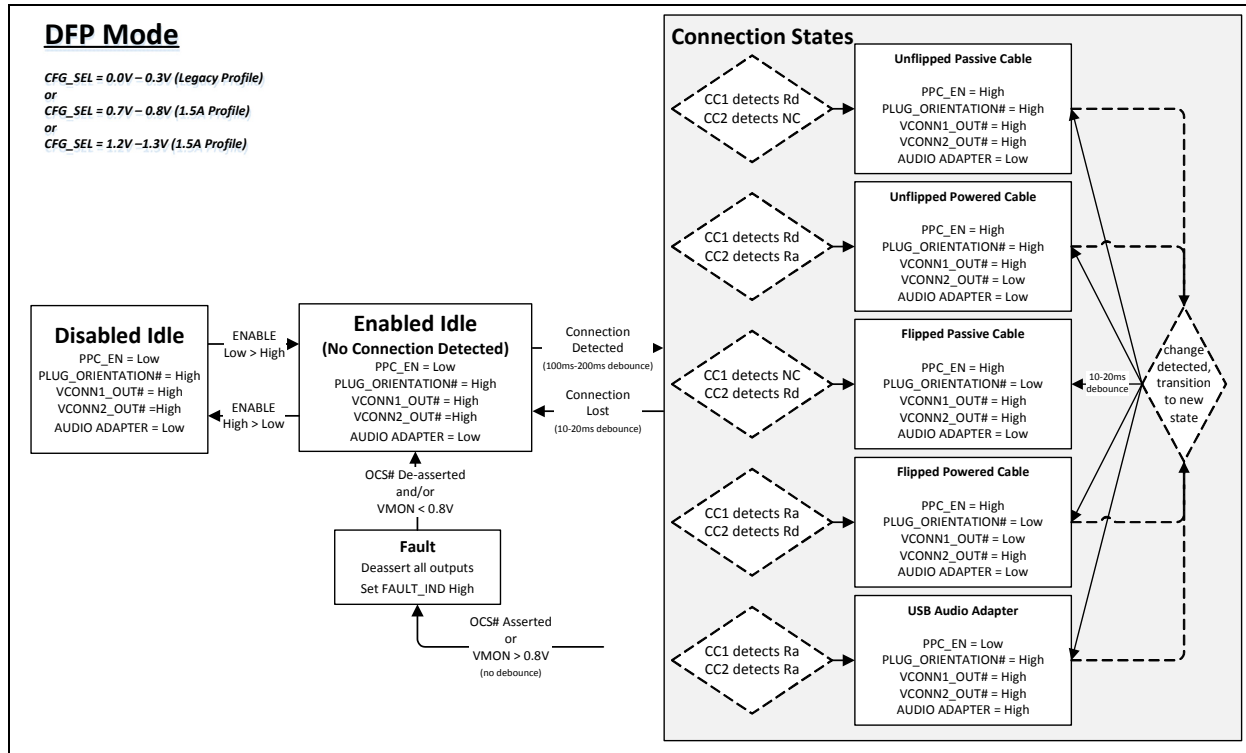 DFP Mode
CFG_SEL = 0.0V – 0.3V (Legacy Profile)
or
CFG_SEL = 0.7V – 0.8V (1.5A Profile)
or
CFG_SEL = 1.2V –1.3V (1.5A Profile)
Disabled Idle
PPC_EN = Low
PLUG_ORIENTATION# = High
VCONN1_OUT# = High
VCONN2_OUT# =High
AUDIO ADAPTER = Low
ENABLE
Low > High
ENABLE
High > Low
Enabled Idle
(No Connection Detected)
PPC_EN = Low
PLUG_ORIENTATION# = High
VCONN1_OUT# = High
VCONN2_OUT# =High
AUDIO ADAPTER = Low
Connection
Detected
(100ms-200ms debounce)
Connection
Lost
(10-20ms debounce)
OCS# De-asserted
and/or
VMON < 0.8V
Fault
Deassert all outputs
Set FAULT_IND High
OCS# Asserted
or
VMON > 0.8V
(no debounce)
Connection States
CC1 detects Rd
CC2 detects NC
Unflipped Passive Cable
PPC_EN = High
PLUG_ORIENTATION# = High
VCONN1_OUT# = High
VCONN2_OUT# = High
AUDIO ADAPTER = Low
CC1 detects Rd
CC2 detects Ra
Unflipped Powered Cable
PPC_EN = High
PLUG_ORIENTATION# = High
VCONN1_OUT# = High
VCONN2_OUT# = Low
AUDIO ADAPTER = Low
CC1 detects NC
CC2 detects Rd
Flipped Passive Cable
PPC_EN = High
PLUG_ORIENTATION# = Low
VCONN1_OUT# = High
VCONN2_OUT# = High
AUDIO ADAPTER = Low
10-20ms
debounce
change
detected,
transition
to new
state
CC1 detects Ra
CC2 detects Rd
Flipped Powered Cable
PPC_EN = High
PLUG_ORIENTATION# = Low
VCONN1_OUT# = Low
VCONN2_OUT# = High
AUDIO ADAPTER = Low
CC1 detects Ra
CC2 detects Ra
USB Audio Adapter
PPC_EN = Low
PLUG_ORIENTATION# = High
VCONN1_OUT# = High
VCONN2_OUT# = High
AUDIO ADAPTER = High